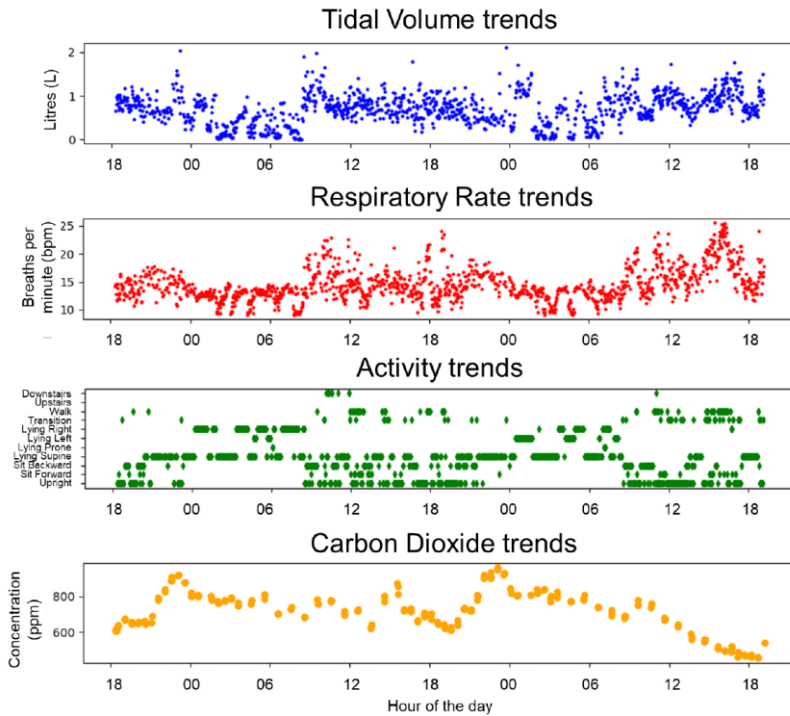 Tidal Volume trends
Litres (L)
2
1
0
18 00 06 12 18 00 06 12 18
Respiratory Rate trends
Breaths per
minute (bpm)
25
20
15
10
18 00 06 12 18 00 06 12 18
Activity trends
Downstairs
Upstairs
Walk
Transition
Lying Right
Lying Left
Lying Prone
Lying Supine
Sit Backward
Sit Forward
Upright
18 00 06 12 18 00 06 12 18
Carbon Dioxide trends
Concentration
(ppm)
800
600
18 00 06 12 18 00 06 12 18
Hour of the day